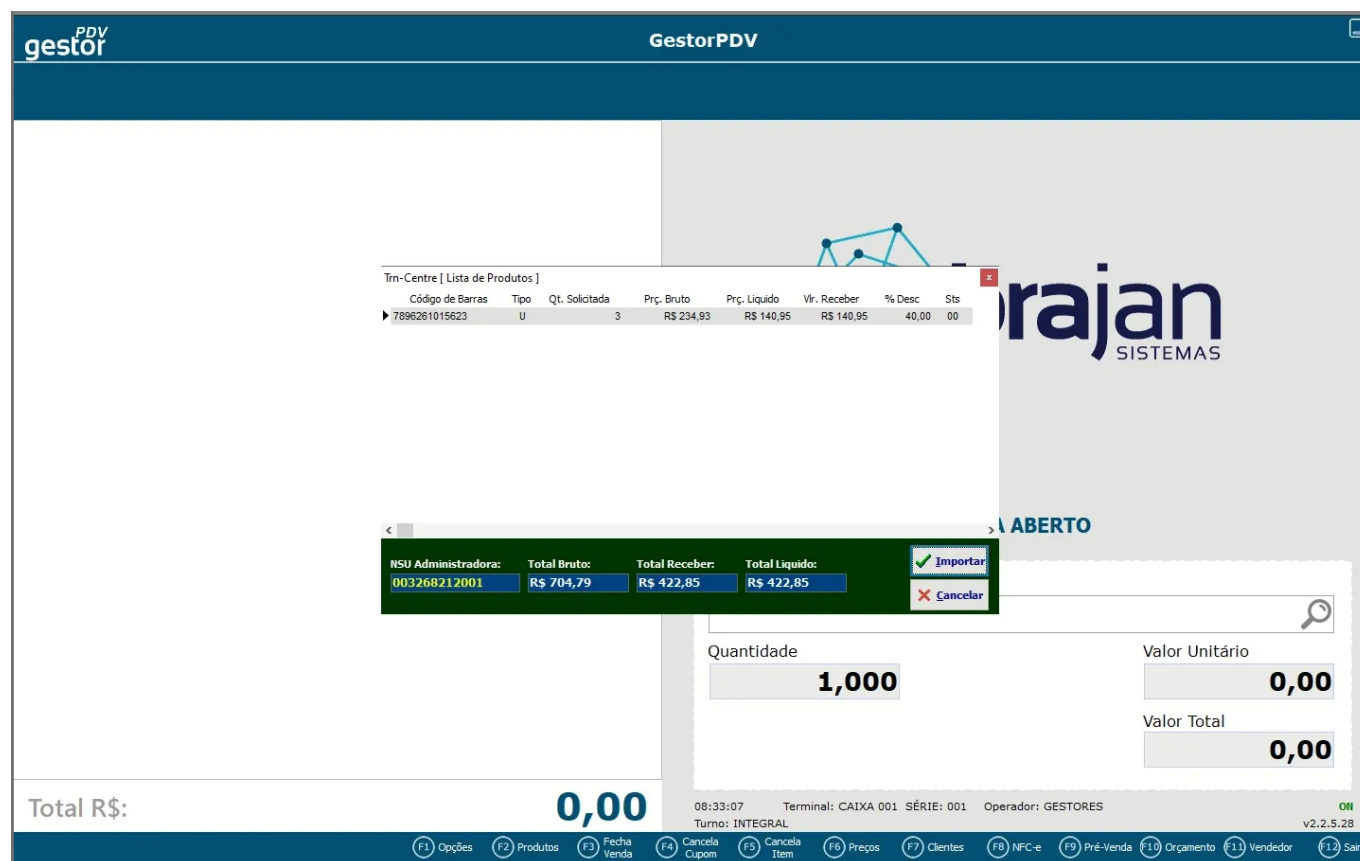 gestor PDV
GestorPDV
Trn-Centre [ Lista de Produtos ]
x
Código de Barras Tipo Qt. Solicitada Prç. Bruto Prç. Liquido Vlr. Receber % Desc Sts
7896261015623 U 3 R$ 234,93 R$ 140,95 R$ 140,95 40,00 00
rajan
SISTEMAS
ABERTO
NSU Administradora: Total Bruto: Total Receber: Total Liquido:
003268212001 R$ 704,79 R$ 422,85 R$ 422,85
Importar
Cancelar
Quantidade Valor Unitário
1,000 0,00
Valor Total
0,00
Total R$: 0,00
08:33:07 Terminal: CAIXA 001 SÉRIE: 001 Operador: GESTORES ON
Turno: INTEGRAL v2.2.5.28
F1 Opções F2 Produtos F3 Fecha Venda F4 Cancela Cupom F5 Cancela Item F6 Preços F7 Clientes F8 NFC-e F9 Pré-Venda F10 Orçamento F11 Vendedor F12 Sair